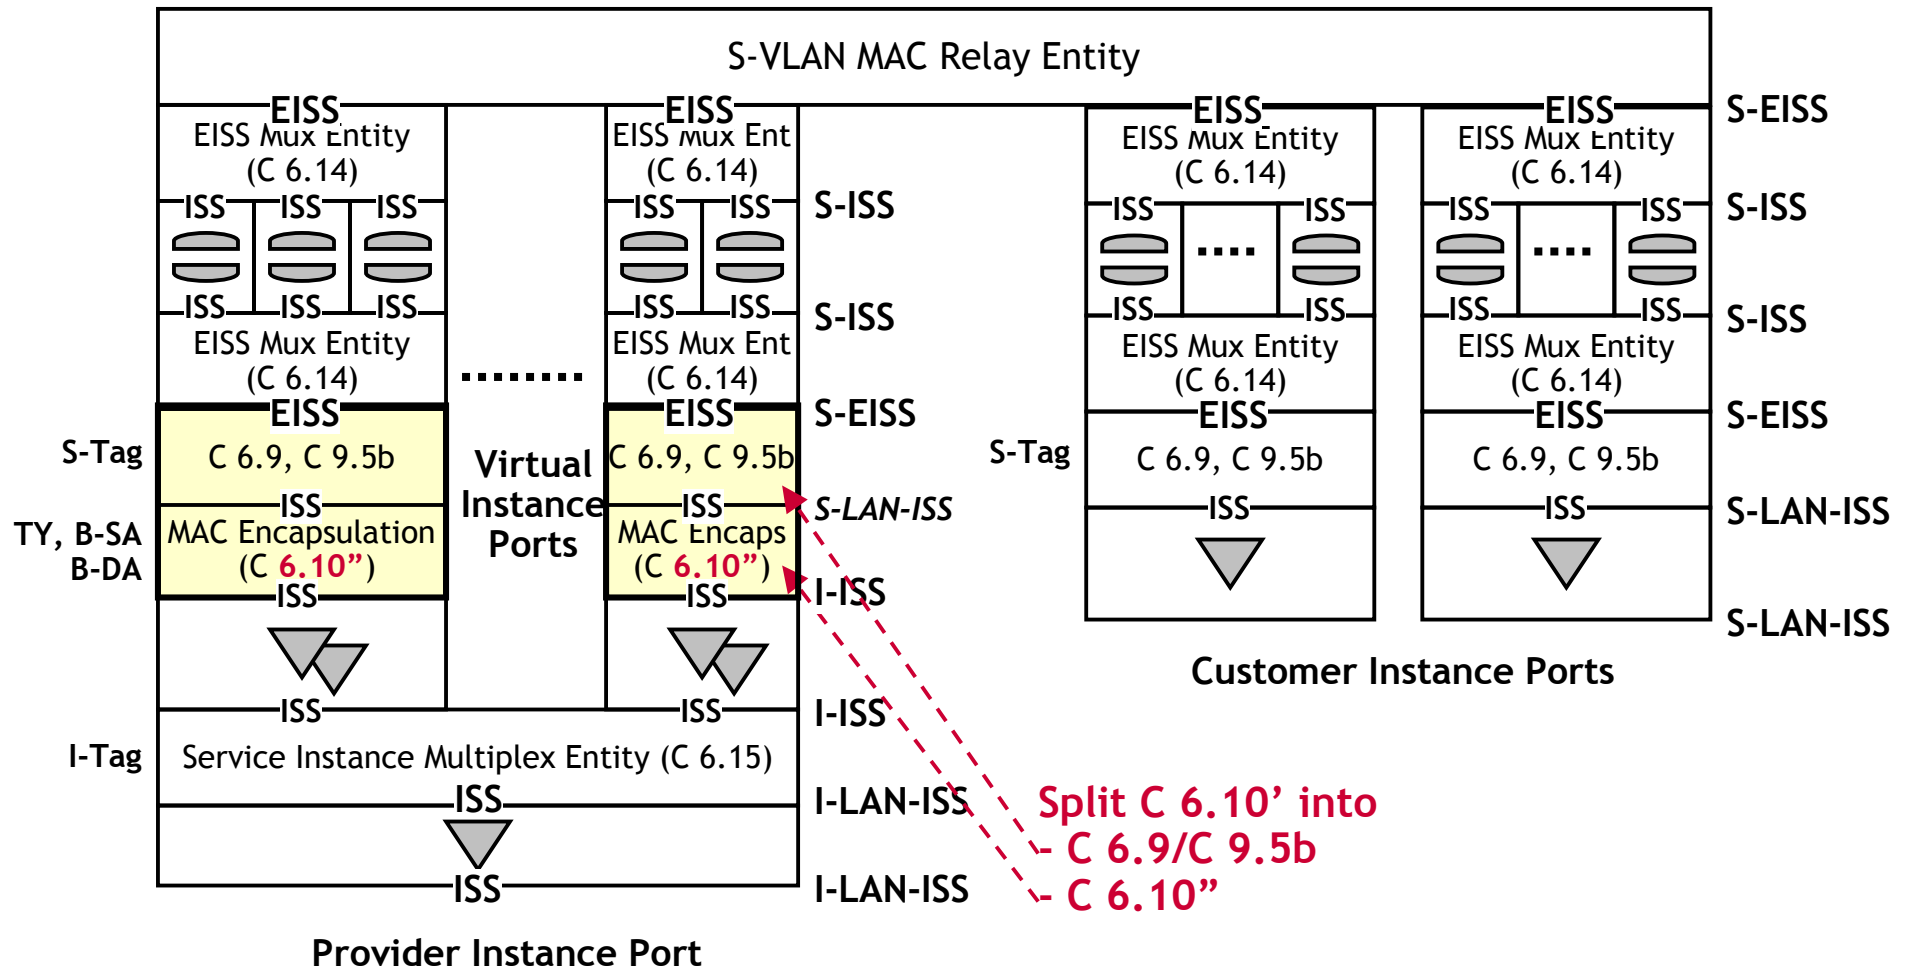 S-VLAN MAC Relay Entity
EISS EISS EISS EISS S-EISS
EISS Mux Entity EISS Mux Ent EISS Mux Entity EISS Mux Entity
(C 6.14) (C 6.14) (C 6.14) (C 6.14)
ISS ISS ISS ISS ISS S-ISS ISS ISS ISS ISS S-ISS
.... ....
ISS ISS ISS ISS ISS S-ISS ISS ISS ISS ISS S-ISS
EISS Mux Entity EISS Mux Ent EISS Mux Entity EISS Mux Entity
(C 6.14) ........ (C 6.14) (C 6.14) (C 6.14)
EISS EISS S-EISS EISS EISS S-EISS
S-Tag C 6.9, C 9.5b C 6.9, C 9.5b S-Tag C 6.9, C 9.5b C 6.9, C 9.5b
Virtual
Instance
Ports
ISS ISS S-LAN-ISS ISS ISS S-LAN-ISS
TY, B-SA MAC Encapsulation MAC Encaps
B-DA (C 6.10”) (C 6.10”)
ISS ISS I-ISS S-LAN-ISS
Customer Instance Ports
ISS ISS I-ISS
I-Tag Service Instance Multiplex Entity (C 6.15)
ISS I-LAN-ISS
Split C 6.10’ into
- C 6.9/C 9.5b
- C 6.10”
ISS I-LAN-ISS
Provider Instance Port